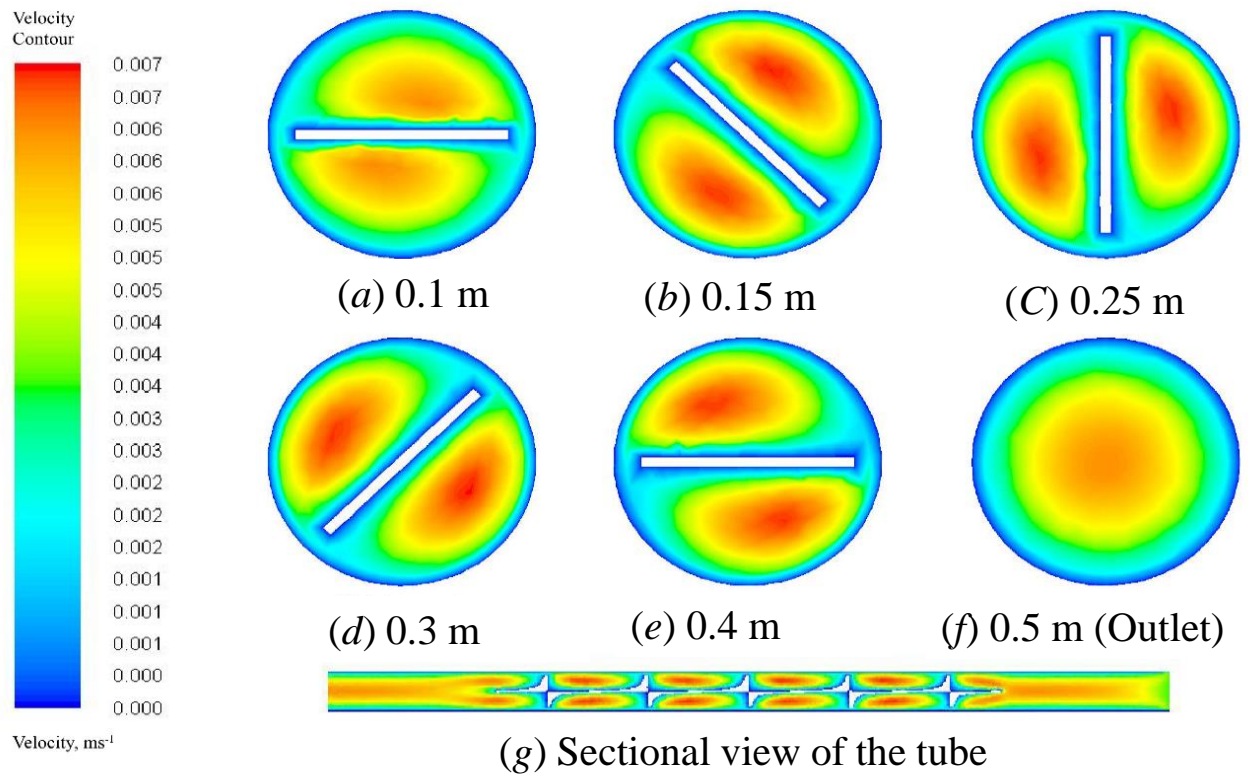 Velocity
Contour
0.007
0.007
0.006
0.006
0.006
0.005
0.005
0.005
0.004
0.004
0.004
0.003
0.003
0.002
0.002
0.002
0.001
0.001
0.001
0.000
0.000
Velocity, ms⁻¹
(a) 0.1 m
(b) 0.15 m
(C) 0.25 m
(d) 0.3 m
(e) 0.4 m
(f) 0.5 m (Outlet)
(g) Sectional view of the tube